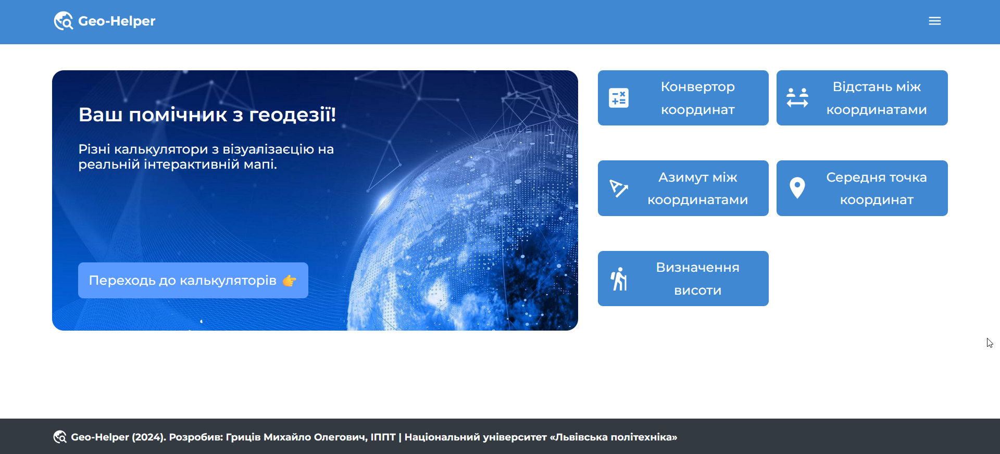 Geo-Helper
Ваш помічник з геодезії!
Різні калькулятори з візуалізаєцію на
реальній інтерактивній мапі.
Переходь до калькуляторів 👉
Конвертор
координат
Відстань між
координатами
Азимут між
координатами
Середня точка
координат
Визначення
висоти
Geo-Helper (2024). Розробив: Гриців Михайло Олегович, ІППТ | Національний університет «Львівська політехніка»